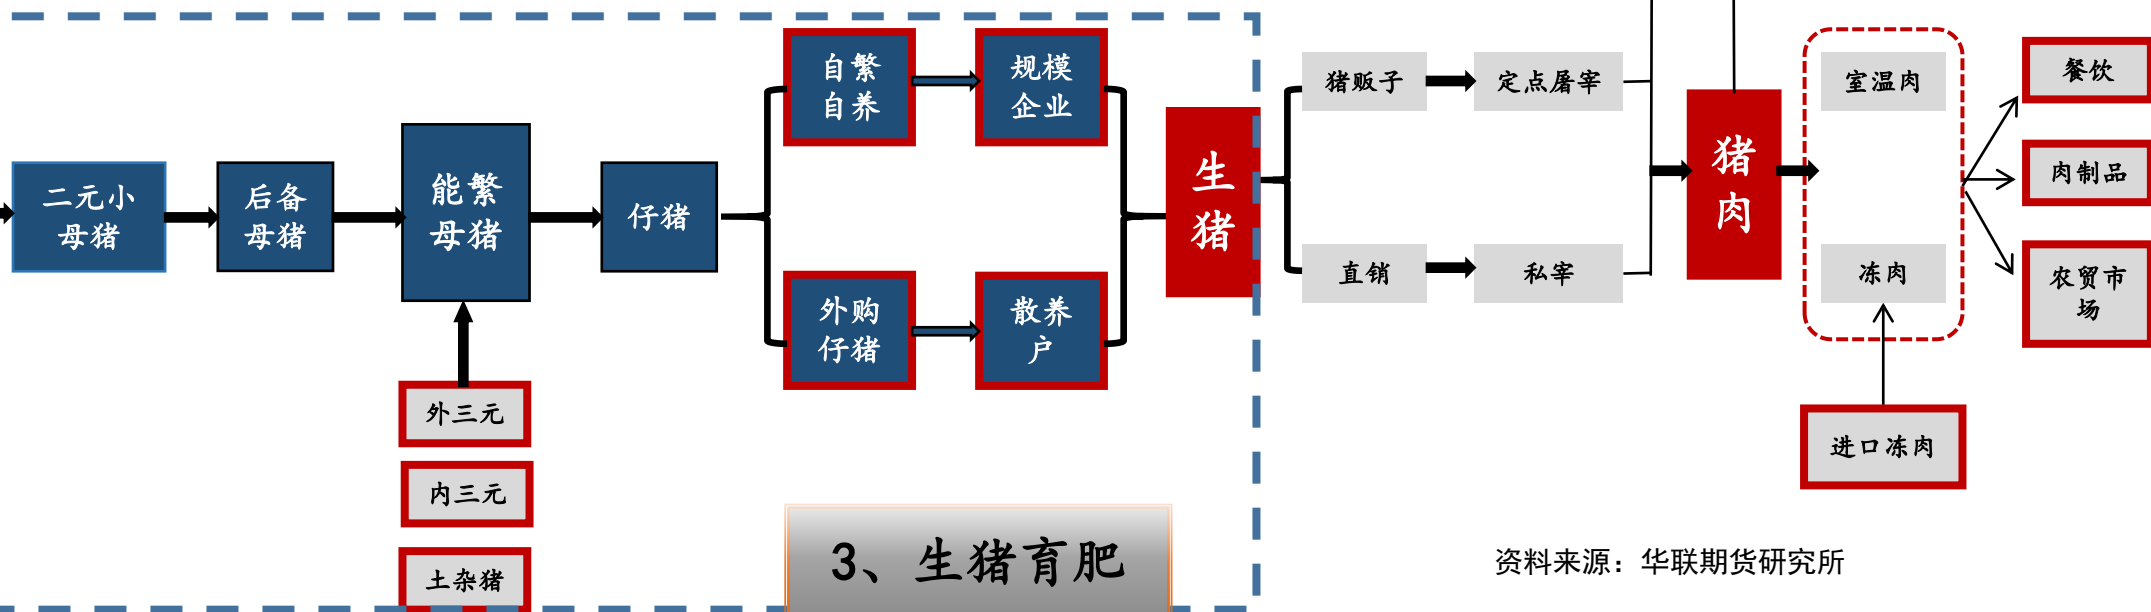 二元小
母猪
后备
母猪
能繁
母猪
仔猪
自繁
自养
规模
企业
外购
仔猪
散养
户
外三元
内三元
土杂猪
3、生猪育肥
生
猪
猪贩子
定点屠宰
直销
私宰
猪
肉
室温肉
冻肉
进口冻肉
餐饮
肉制品
农贸市
场
资料来源：华联期货研究所